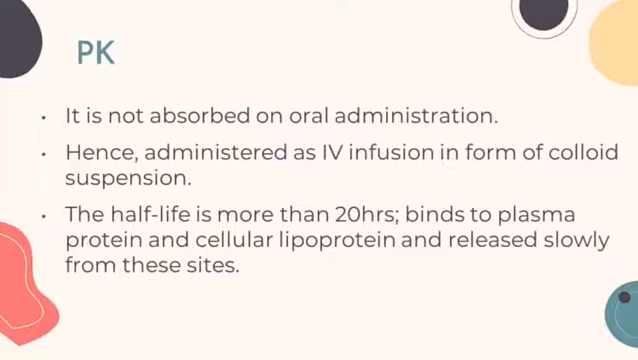 PK
• It is not absorbed on oral administration.
• Hence, administered as IV infusion in form of colloid
suspension.
• The half-life is more than 20hrs; binds to plasma
protein and cellular lipoprotein and released slowly
from these sites.